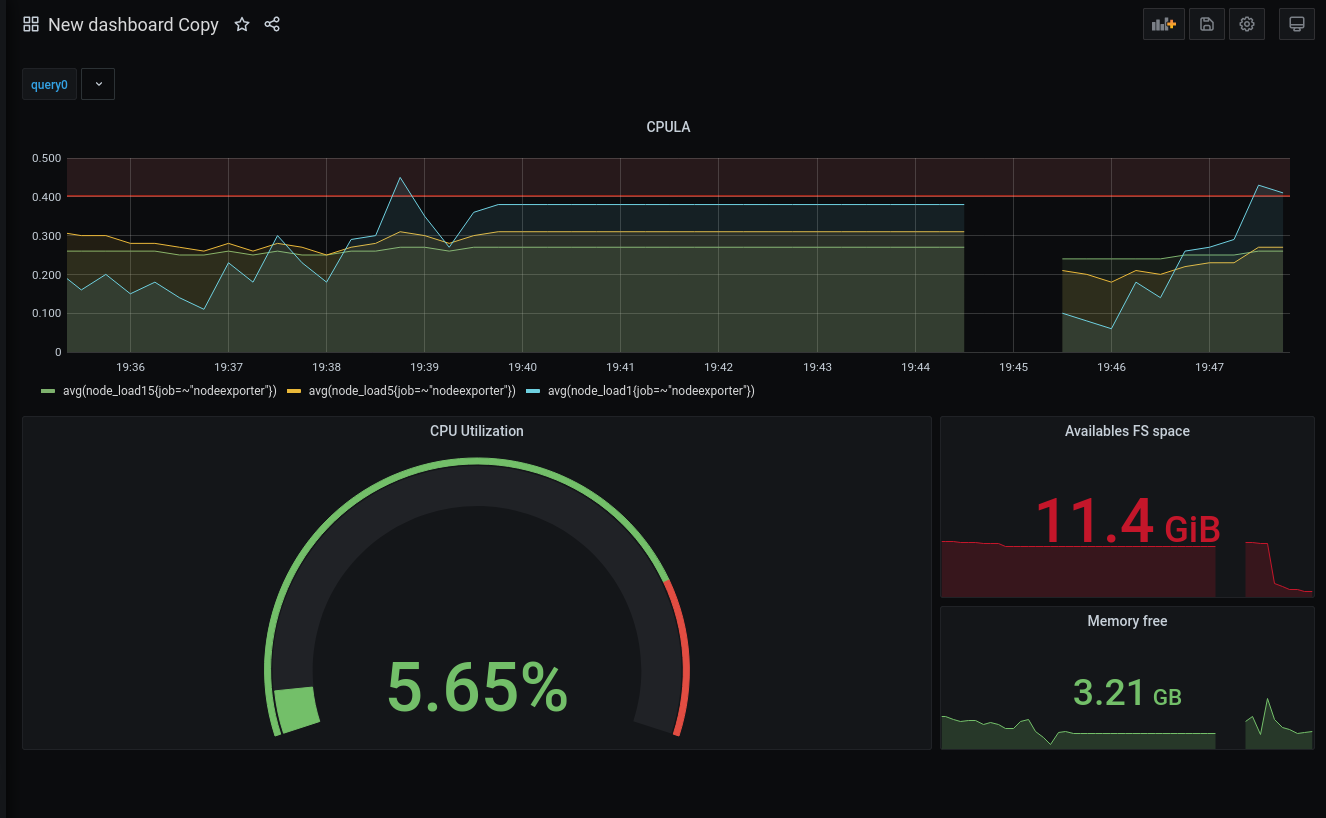 New dashboard Copy
query0
CPULA
0.500
0.400
0.300
0.200
0.100
0
19:36 19:37 19:38 19:39 19:40 19:41 19:42 19:43 19:44 19:45 19:46 19:47
avg(node_load15{job=~"nodeexporter"}) avg(node_load5{job=~"nodeexporter"}) avg(node_load1{job=~"nodeexporter"})
CPU Utilization
5.65%
Availables FS space
11.4 GiB
Memory free
3.21 GB